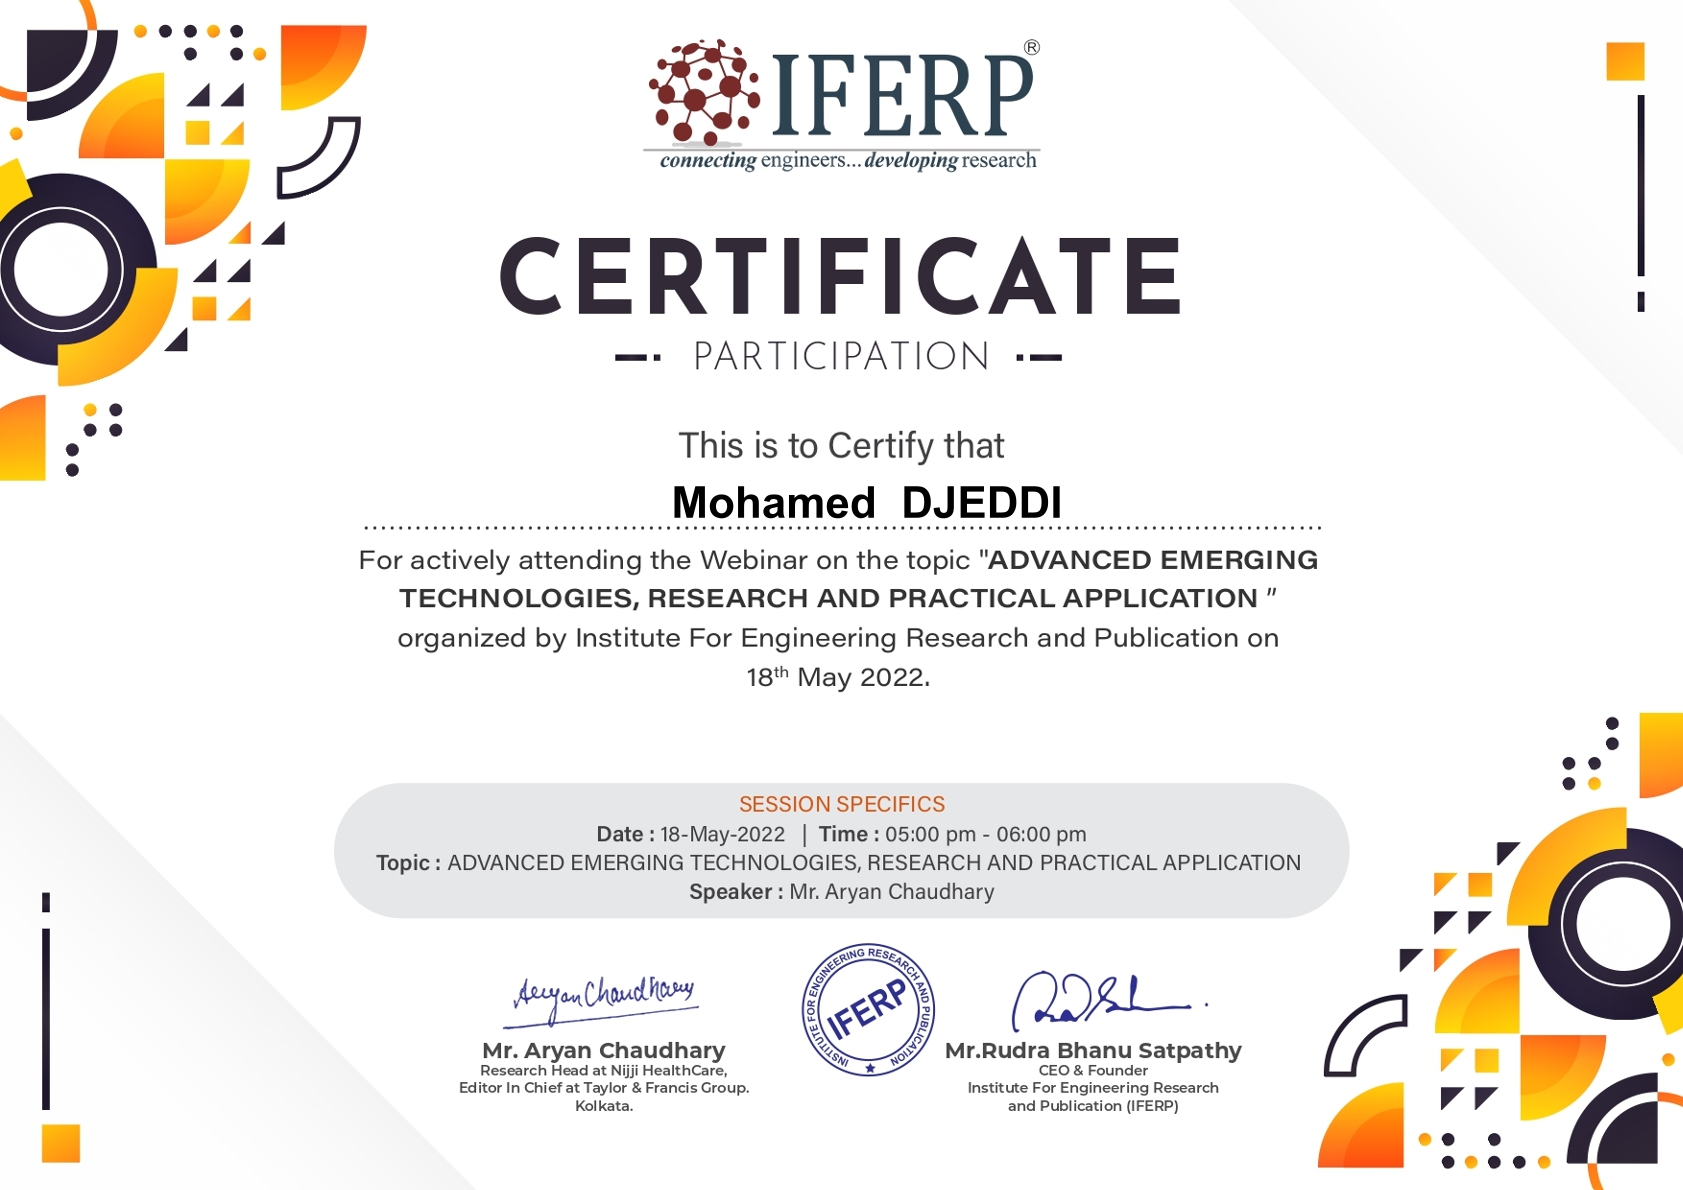 IFERP®
connecting engineers...developing research
CERTIFICATE
PARTICIPATION
This is to Certify that
Mohamed DJEDDI
For actively attending the Webinar on the topic "ADVANCED EMERGING
TECHNOLOGIES, RESEARCH AND PRACTICAL APPLICATION "
organized by Institute For Engineering Research and Publication on
18th May 2022.
SESSION SPECIFICS
Date : 18-May-2022 | Time : 05:00 pm - 06:00 pm
Topic : ADVANCED EMERGING TECHNOLOGIES, RESEARCH AND PRACTICAL APPLICATION
Speaker : Mr. Aryan Chaudhary
Aryan Chaudhary
INSTITUTE FOR ENGINEERING RESEARCH AND PUBLICATION
IFERP
Mr. Aryan Chaudhary
Research Head at Nijji HealthCare,
Editor In Chief at Taylor & Francis Group.
Kolkata.
Mr.Rudra Bhanu Satpathy
CEO & Founder
Institute For Engineering Research
and Publication (IFERP)